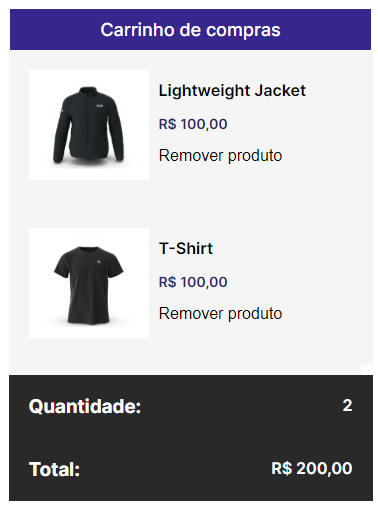 Carrinho de compras
Lightweight Jacket
R$ 100,00
Remover produto
T-Shirt
R$ 100,00
Remover produto
Quantidade: 2
Total: R$ 200,00